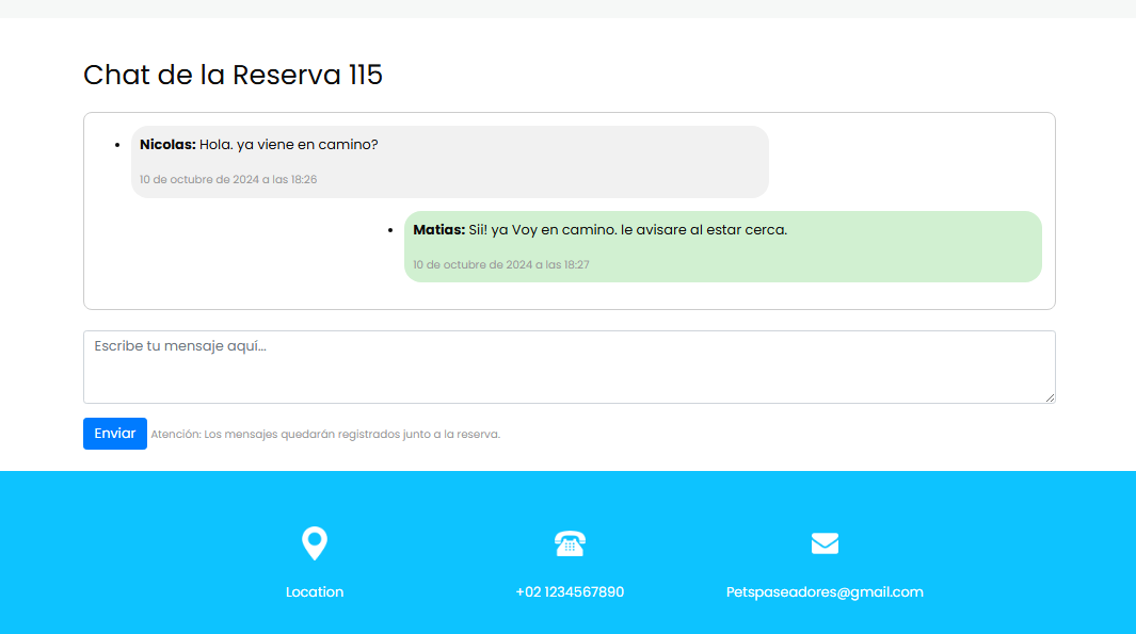 Chat de la Reserva 115
Nicolas: Hola. ya viene en camino?
10 de octubre de 2024 a las 18:26
Matias: Sii! ya Voy en camino. le avisare al estar cerca.
10 de octubre de 2024 a las 18:27
Escribe tu mensaje aquí...
Enviar Atención: Los mensajes quedarán registrados junto a la reserva.
Location
+02 1234567890
Petspaseadores@gmail.com